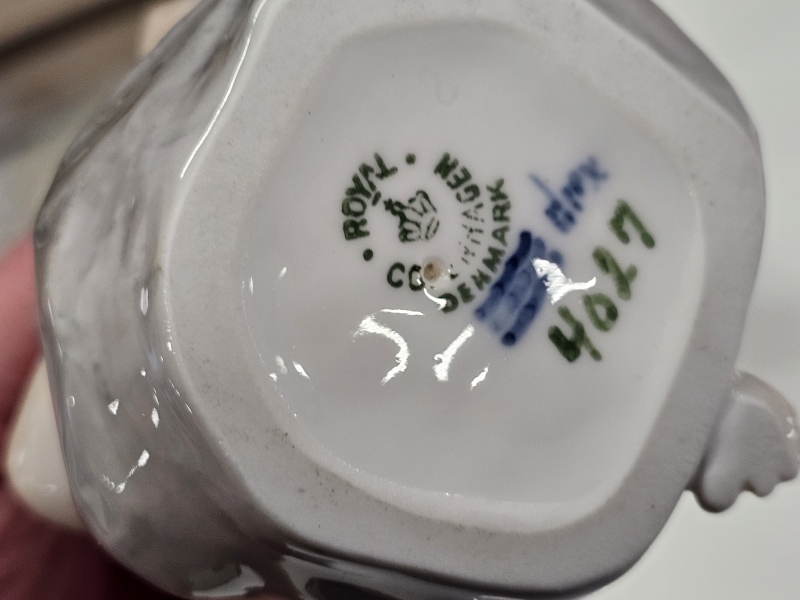 ROYAL
COPENHAGEN
DENMARK
4027